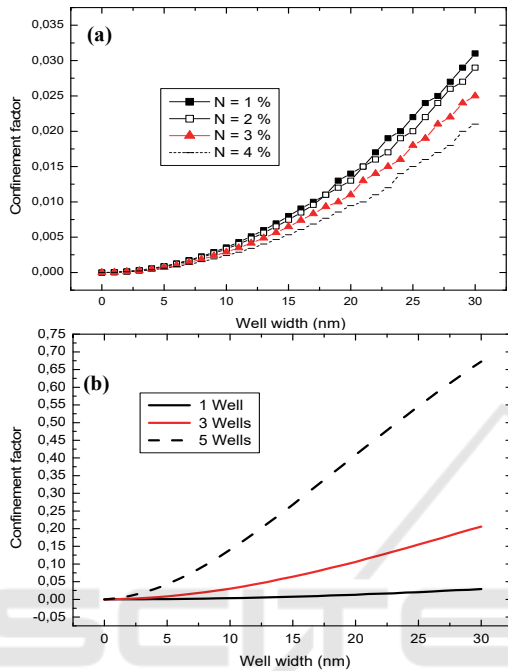 (a)
0,035
0,030
0,025
0,020
0,015
0,010
0,005
0,000
Confinement factor
N = 1 %
N = 2 %
N = 3 %
N = 4 %
0 5 10 15 20 25 30
Well width (nm)
(b)
0,75
0,70
0,65
0,60
0,55
0,50
0,45
0,40
0,35
0,30
0,25
0,20
0,15
0,10
0,05
0,00
-0,05
Confinement factor
1 Well
3 Wells
5 Wells
0 5 10 15 20 25 30
Well width (nm)
SCITE